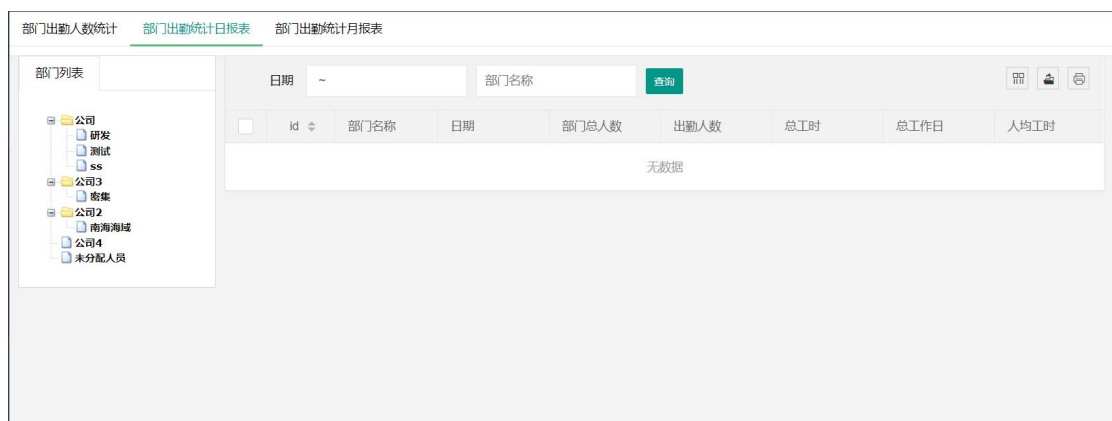 部门出勤人数统计 部门出勤统计日报表 部门出勤统计月报表
部门列表
公司
研发
测试
ss
公司3
密集
公司2
南海海域
公司4
未分配人员
日期 ~ 部门名称 查询
id 部门名称 日期 部门总人数 出勤人数 总工时 总工作日 人均工时
无数据